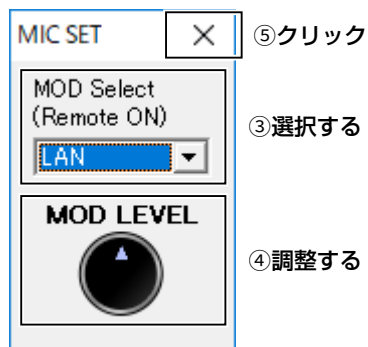 MIC SET
⑤クリック
MOD Select
(Remote ON)
LAN
③選択する
MOD LEVEL
④調整する